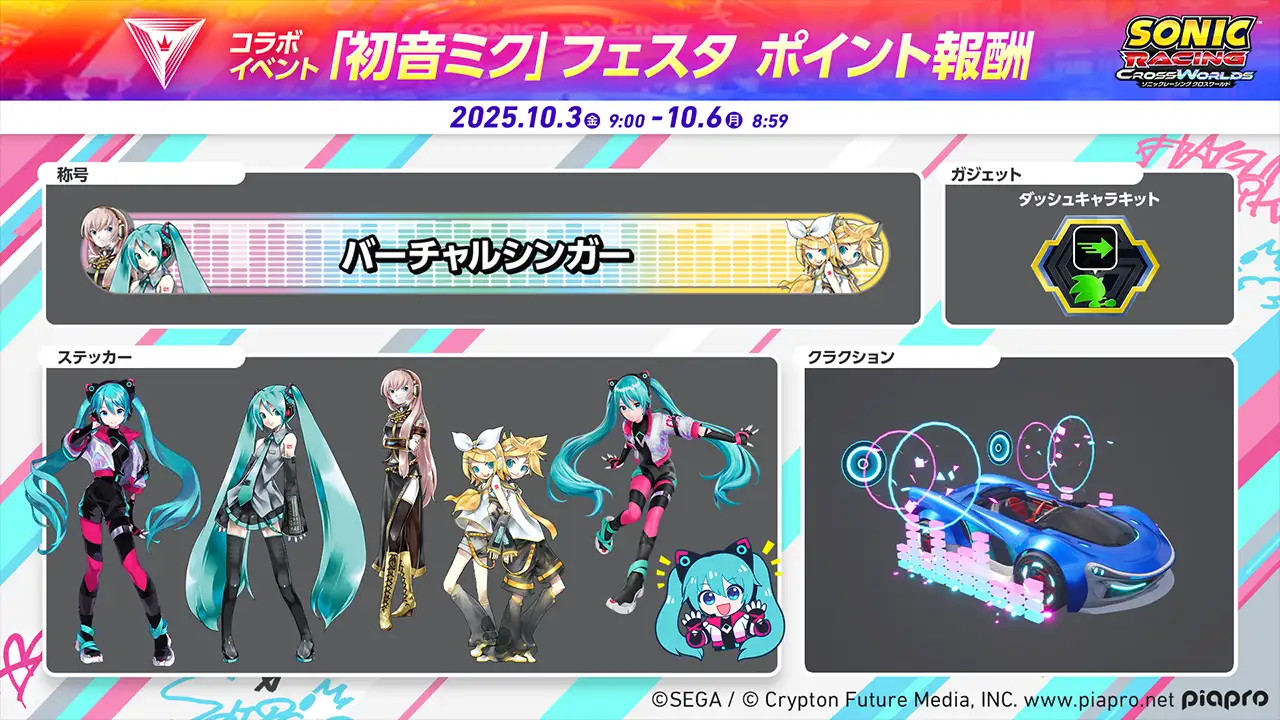 コラボ
イベント
「初音ミク」フェスタ ポイント報酬
SONIC
RACING
CROSSWORLDS
ソニックレーシング クロスワールド
2025.10.3金 9:00 - 10.6月 8:59
称号
バーチャルシンガー
ガジェット
ダッシュキャラキット
ステッカー
クラクション
©SEGA / © Crypton Future Media, INC. www.piapro.net piapro